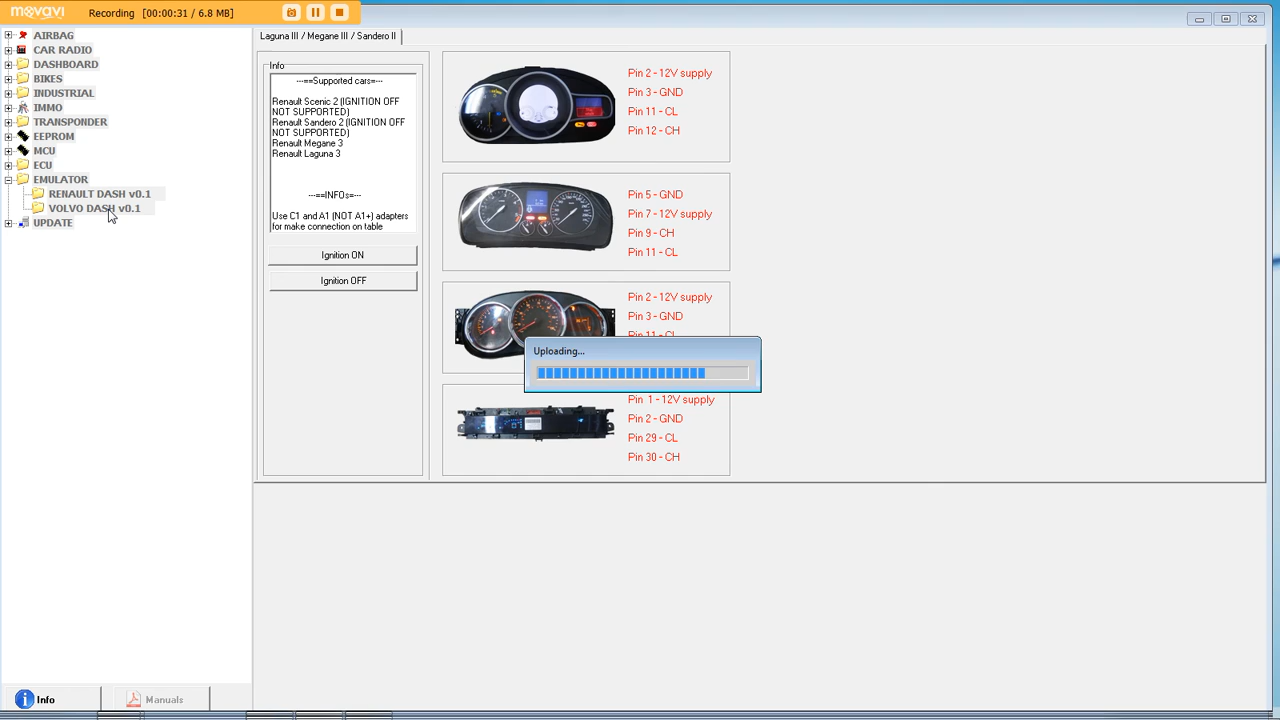 movavi
Recording [00:00:31 / 6.8 MB]
AIRBAG
CAR RADIO
DASHBOARD
BIKES
INDUSTRIAL
IMMO
TRANSPONDER
EEPROM
MCU
ECU
EMULATOR
RENAULT DASH v0.1
VOLVO DASH v0.1
UPDATE
Laguna III / Megane III / Sandero II
Info
---==Supported cars=---
Renault Scenic 2 (IGNITION OFF
NOT SUPPORTED)
Renault Sandero 2 (IGNITION OFF
NOT SUPPORTED)
Renault Megane 3
Renault Laguna 3
---==INFOs=---
Use C1 and A1 (NOT A1+) adapters
for make connection on table
Ignition ON
Ignition OFF
Pin 2 - 12V supply
Pin 3 - GND
Pin 11 - CL
Pin 12 - CH
Pin 5 - GND
Pin 7 - 12V supply
Pin 9 - CH
Pin 11 - CL
Pin 2 - 12V supply
Pin 3 - GND
Pin 11 - CL
Uploading...
Pin 1 - 12V supply
Pin 2 - GND
Pin 29 - CL
Pin 30 - CH
Info
Manuals